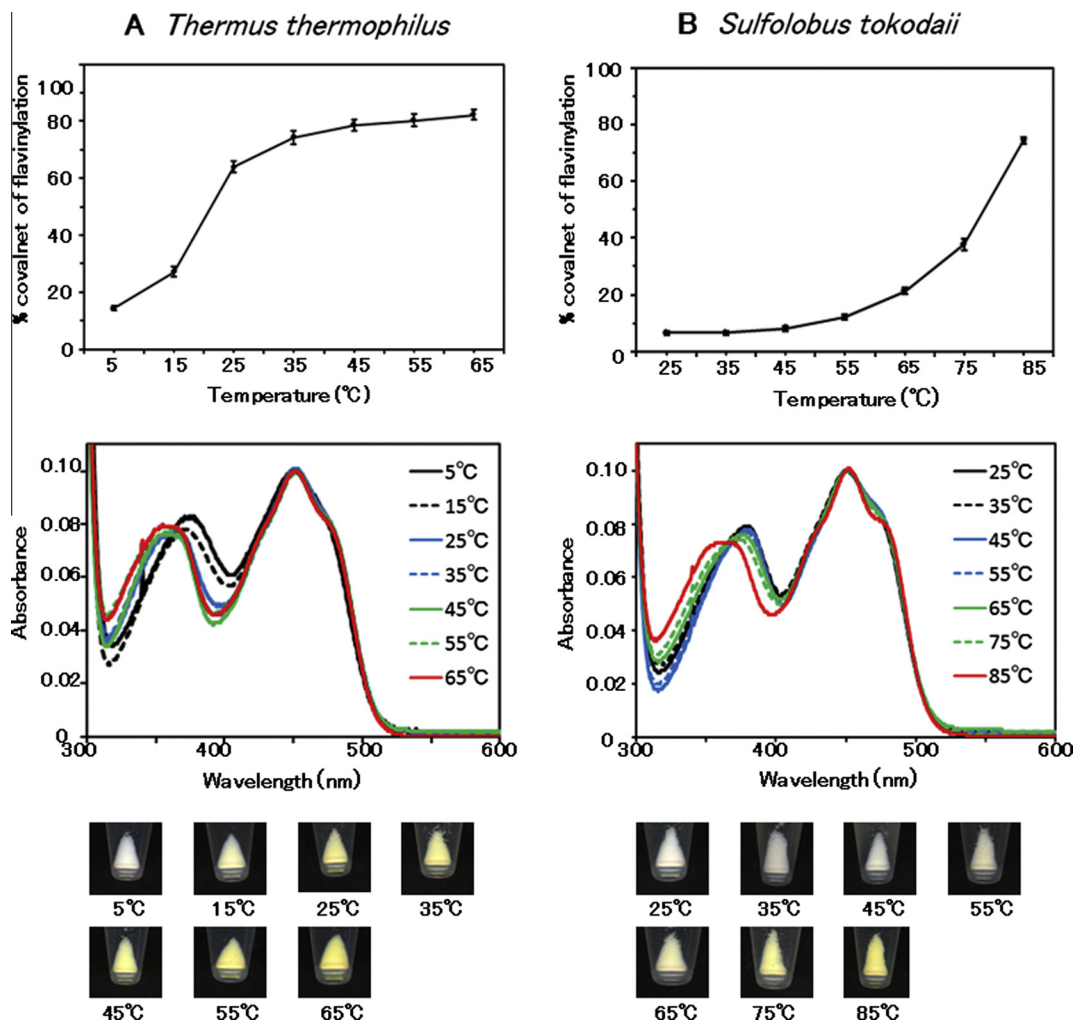 A Thermus thermophilus
% covalnet of flavinylation
100
80
60
40
20
0
5 15 25 35 45 55 65
Temperature(℃)
Absorbance
0.10
0.08
0.06
0.04
0.02
0
5℃
15℃
25℃
35℃
45℃
55℃
65℃
300 400 500 600
Wavelength(nm)
5℃ 15℃ 25℃ 35℃
45℃ 55℃ 65℃
B Sulfolobus tokodaii
% covalnet of flavinylation
100
80
60
40
20
0
25 35 45 55 65 75 85
Temperature(℃)
Absorbance
0.10
0.08
0.06
0.04
0.02
0
25℃
35℃
45℃
55℃
65℃
75℃
85℃
300 400 500 600
Wavelength(nm)
25℃ 35℃ 45℃ 55℃
65℃ 75℃ 85℃